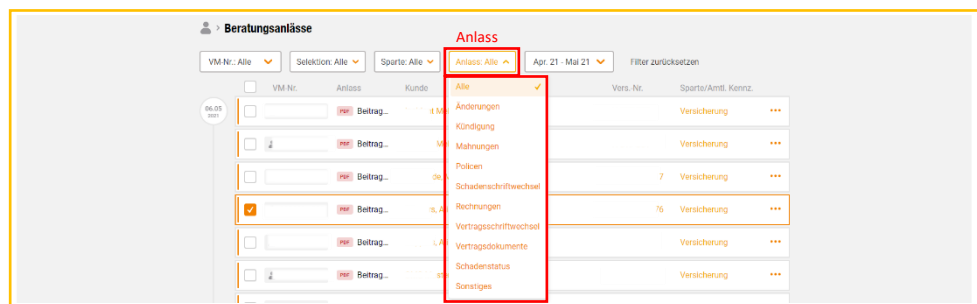 > Beratungsanlässe
Anlass
VM-Nr.: Alle Selektion: Alle Sparte: Alle Anlass: Alle Apr. 21 - Mai 21 Filter zurücksetzen
VM-Nr. Anlass Kunde Vers. Nr. Sparte/Amtl. Kennz.
Alle
Änderungen
Kündigung
Mahnungen
Policen
Schadenschriftwechsel
Rechnungen
Vertragsschriftwechsel
Vertragsdokumente
Schadenstatus
Sonstiges
06.05
2021
PDF Beitrag... Versicherung ...
PDF Beitrag... Versicherung ...
PDF Beitrag... 7 Versicherung ...
PDF Beitrag... 76 Versicherung ...
PDF Beitrag... Versicherung ...
PDF Beitrag... Versicherung ...